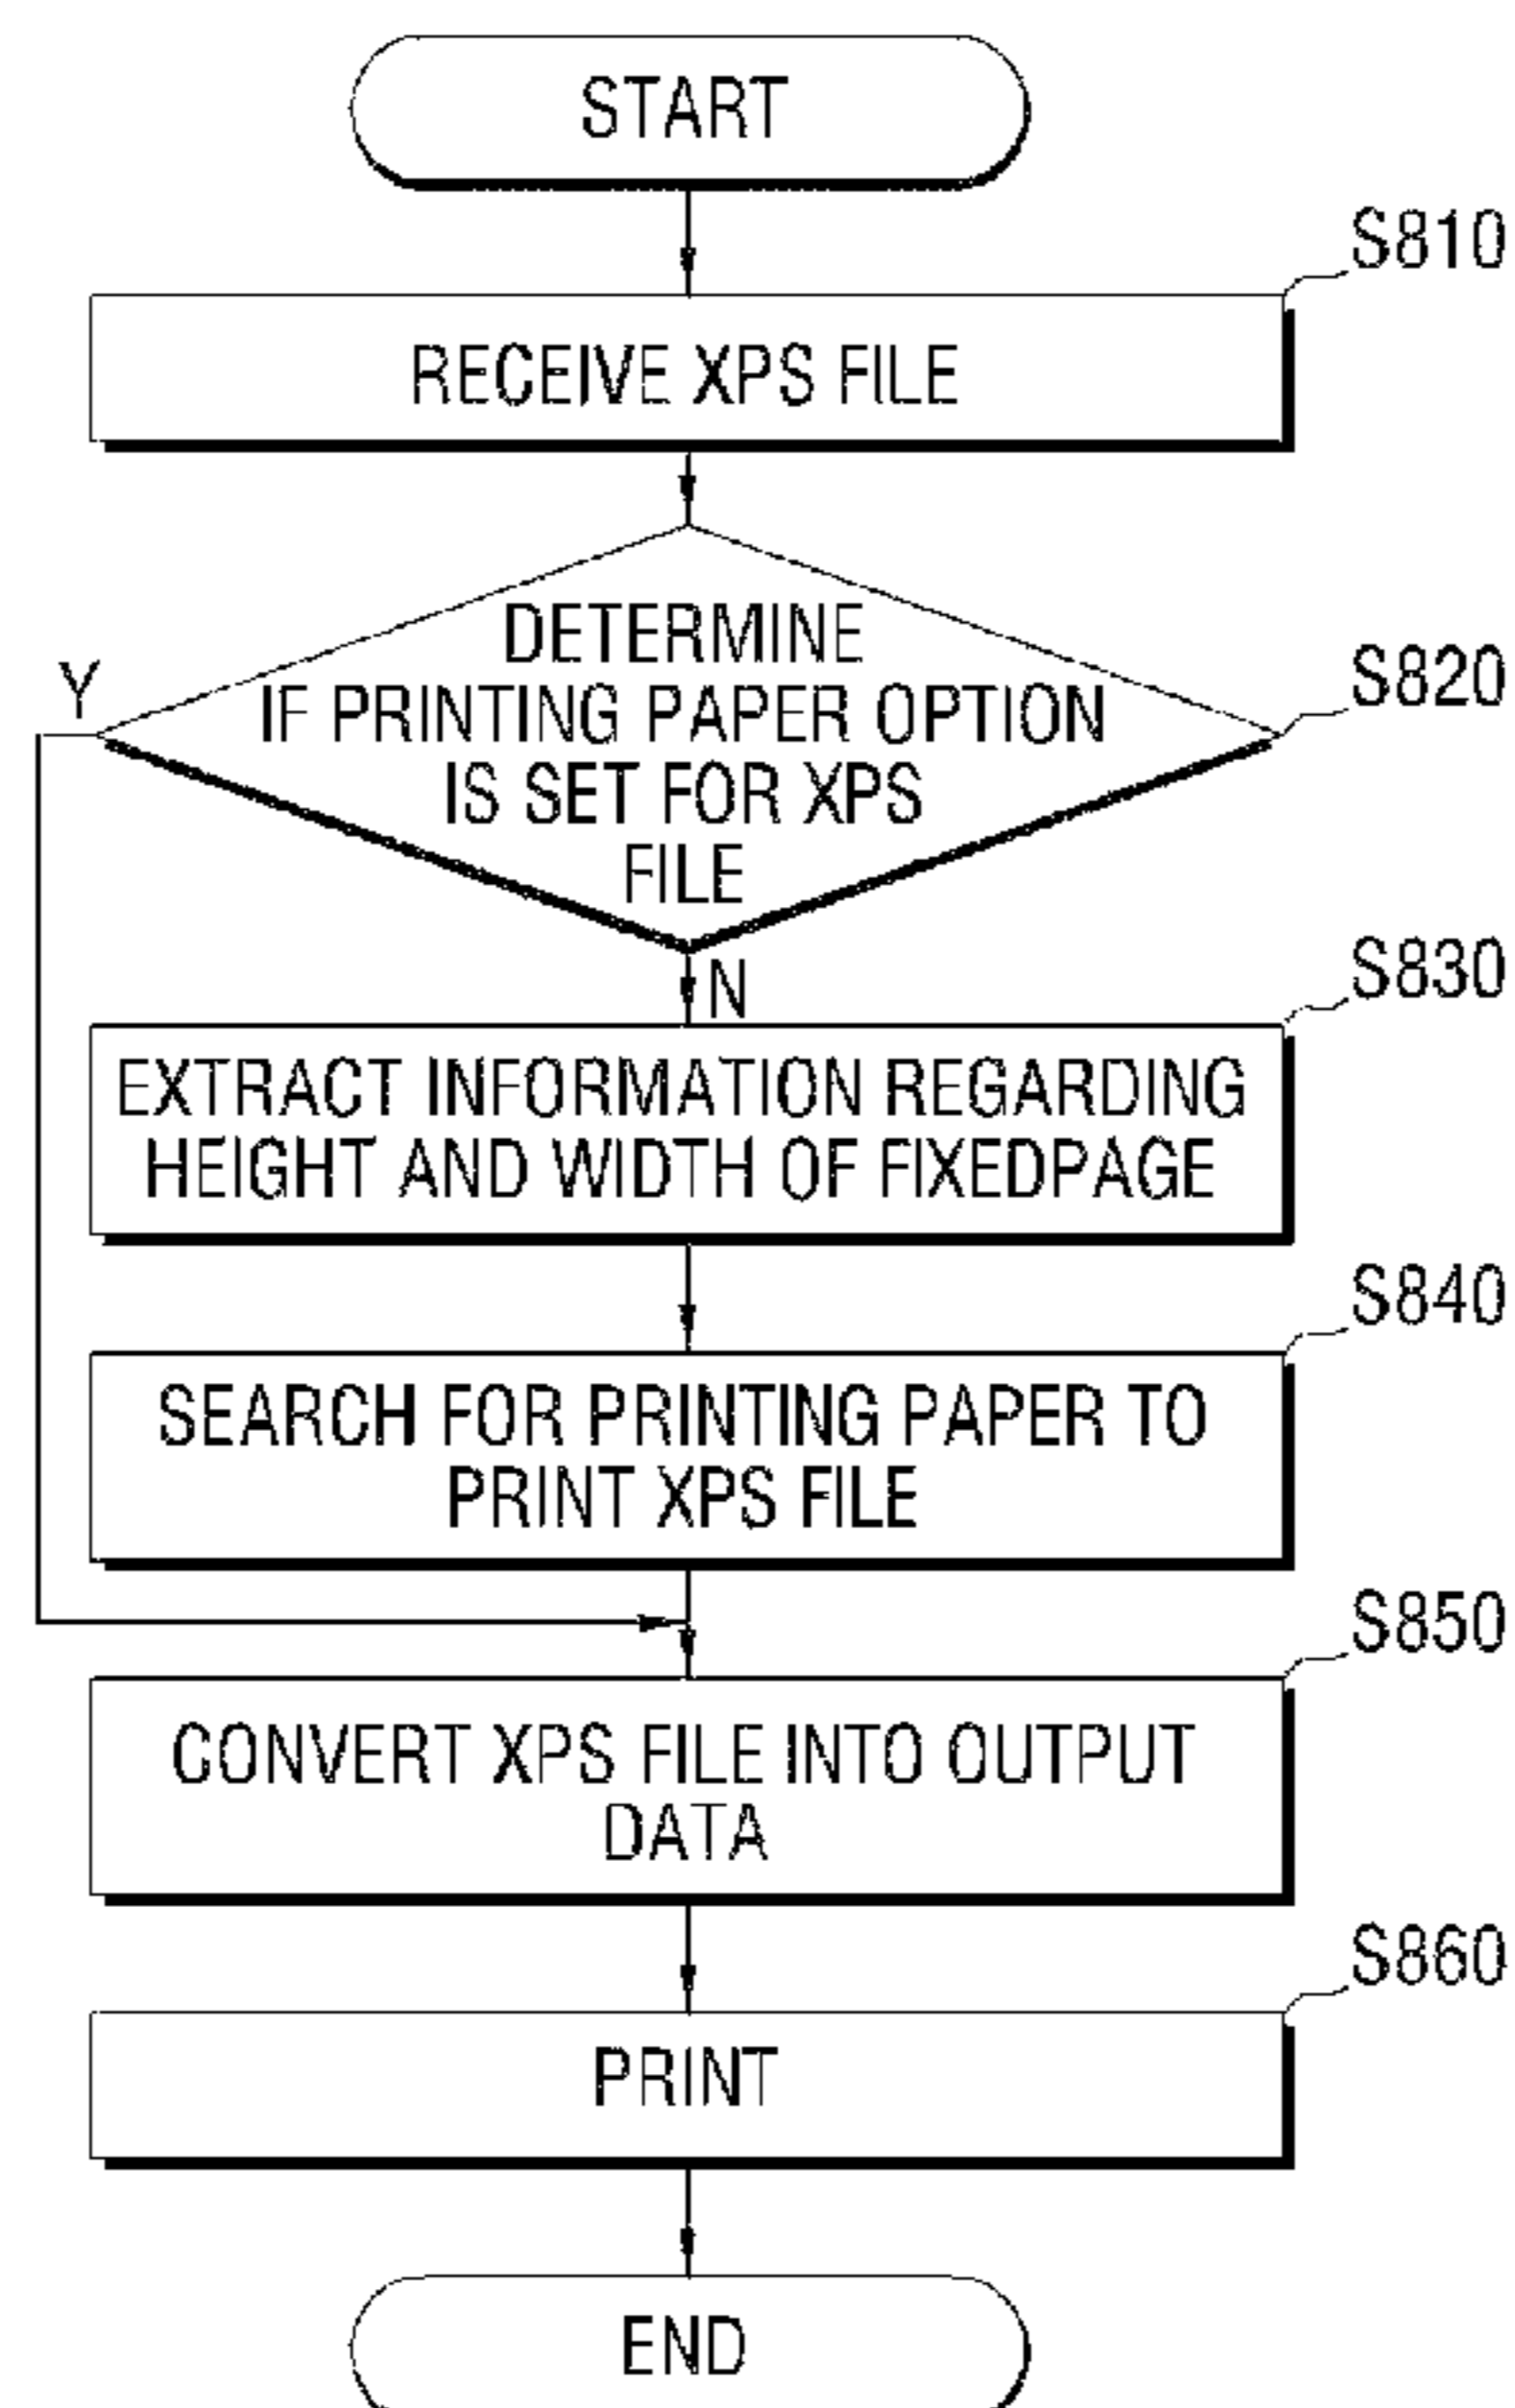 START
S810
RECEIVE XPS FILE
DETERMINE
IF PRINTING PAPER OPTION
IS SET FOR XPS
FILE
Y
S820
N
S830
EXTRACT INFORMATION REGARDING
HEIGHT AND WIDTH OF FIXEDPAGE
S840
SEARCH FOR PRINTING PAPER TO
PRINT XPS FILE
S850
CONVERT XPS FILE INTO OUTPUT
DATA
S860
PRINT
END